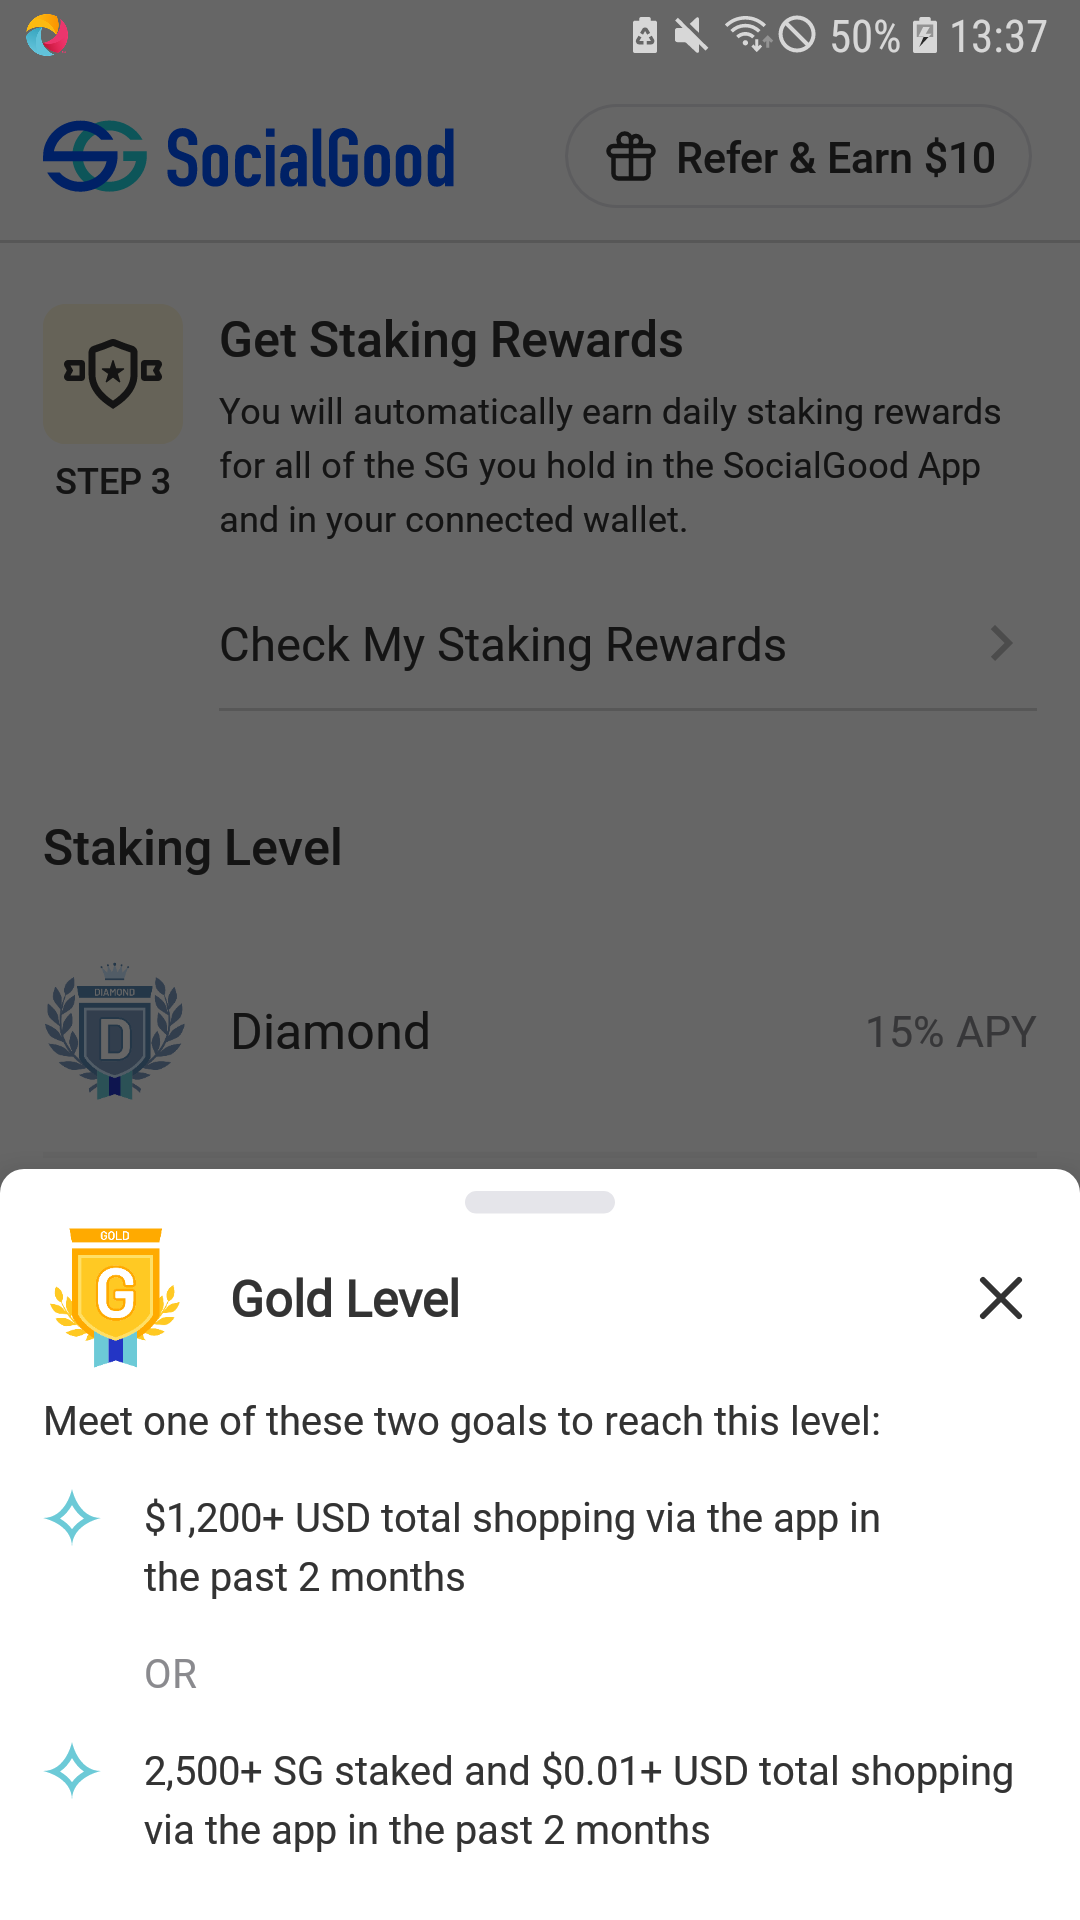 50% 13:37
SG SocialGood
Refer & Earn $10
Get Staking Rewards
You will automatically earn daily staking rewards
for all of the SG you hold in the SocialGood App
and in your connected wallet.
STEP 3
Check My Staking Rewards
Staking Level
DIAMOND
D
Diamond
15% APY
GOLD
G
Gold Level
Meet one of these two goals to reach this level:
$1,200+ USD total shopping via the app in
the past 2 months
OR
2,500+ SG staked and $0.01+ USD total shopping
via the app in the past 2 months